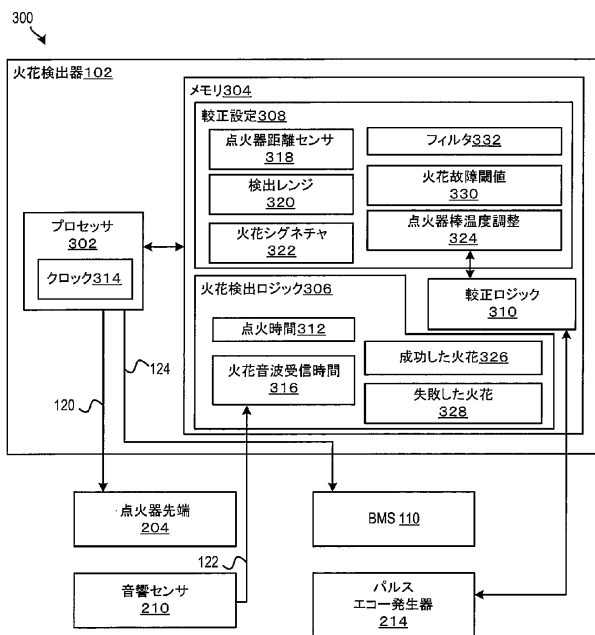 300
火花検出器102
メモリ304
較正設定308
点火器距離センサ
318
フィルタ332
検出レンジ
320
火花故障閾値
330
火花シグネチャ
322
点火器棒温度調整
324
プロセッサ
302
クロック314
火花検出ロジック306
較正ロジック
310
点火時間312
火花音波受信時間
316
成功した火花326
失敗した火花
328
124
120
点火器先端
204
BMS 110
122
音響センサ
210
パルス
エコー発生器
214